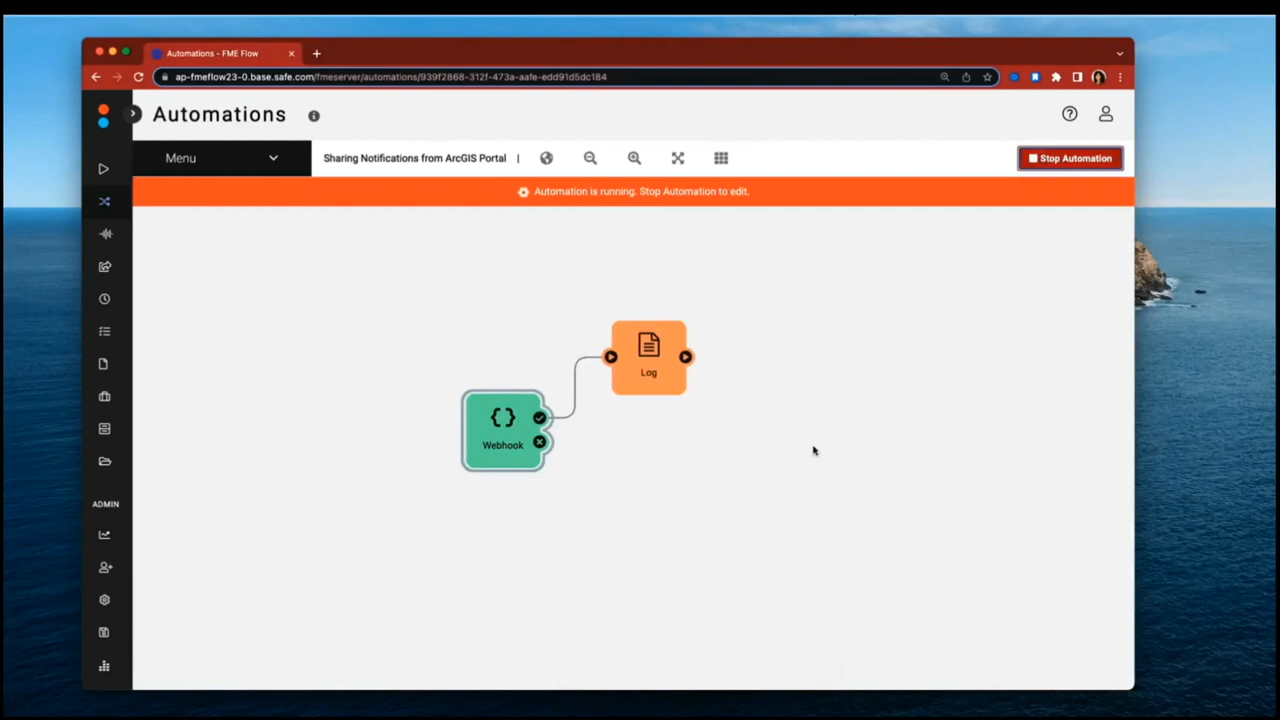 Automations - FME Flow
ap-fmeflow23-0.base.safe.com/fmeserver/automations/939f2868-312f-473a-aafe-edd91d5dc184
Automations
Menu
Sharing Notifications from ArcGIS Portal |
Stop Automation
Automation is running. Stop Automation to edit.
Log
{} Webhook
ADMIN